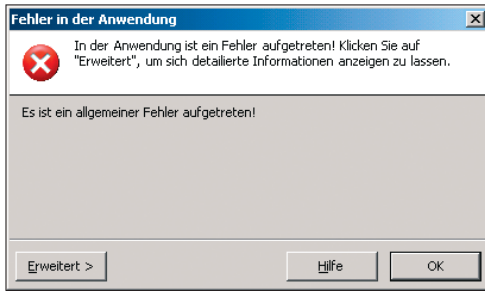 Fehler in der Anwendung
In der Anwendung ist ein Fehler aufgetreten! Klicken Sie auf
"Erweitert", um sich detailierte Informationen anzeigen zu lassen.
Es ist ein allgemeiner Fehler aufgetreten!
Erweitert >
Hilfe
OK